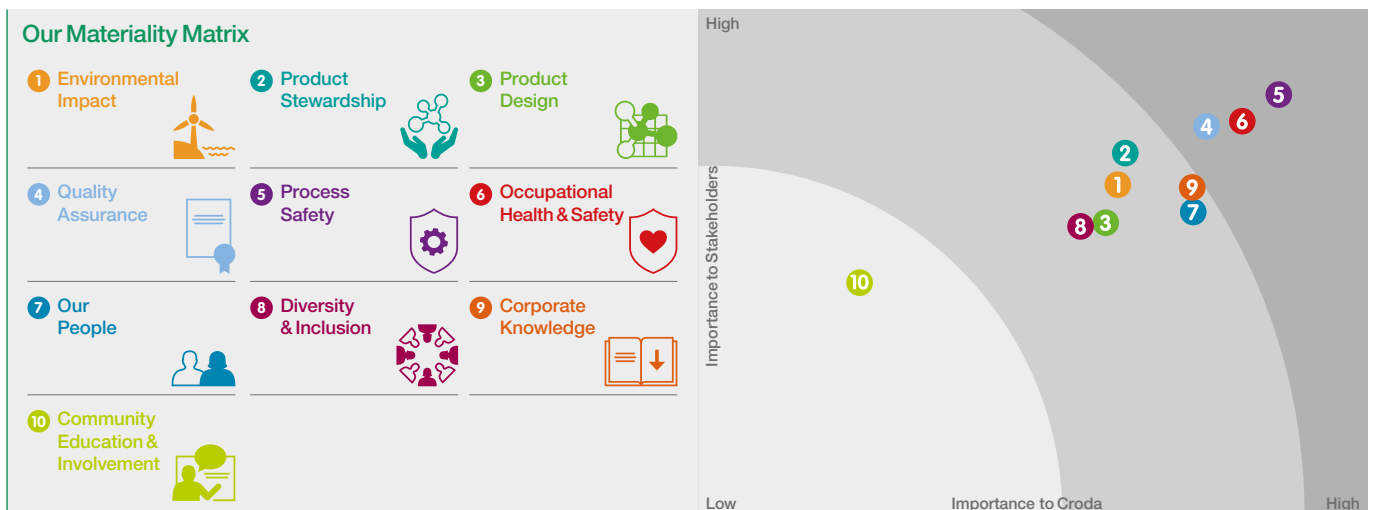 Our Materiality Matrix
1 Environmental
Impact
2 Product
Stewardship
3 Product
Design
4 Quality
Assurance
5 Process
Safety
6 Occupational
Health & Safety
7 Our
People
8 Diversity
& Inclusion
9 Corporate
Knowledge
10 Community
Education &
Involvement
High
Importance to Stakeholders
5
6
4
2
1
9
7
3
8
10
Low
Importance to Croda
High